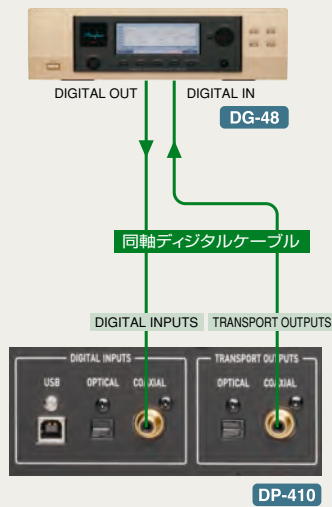 DIGITAL OUT
DIGITAL IN
DG-48
同軸ディジタルケーブル
DIGITAL INPUTS
TRANSPORT OUTPUTS
DIGITAL INPUTS
TRANSPORT OUTPUTS
USB
OPTICAL
COAXIAL
OPTICAL
COAXIAL
DP-410